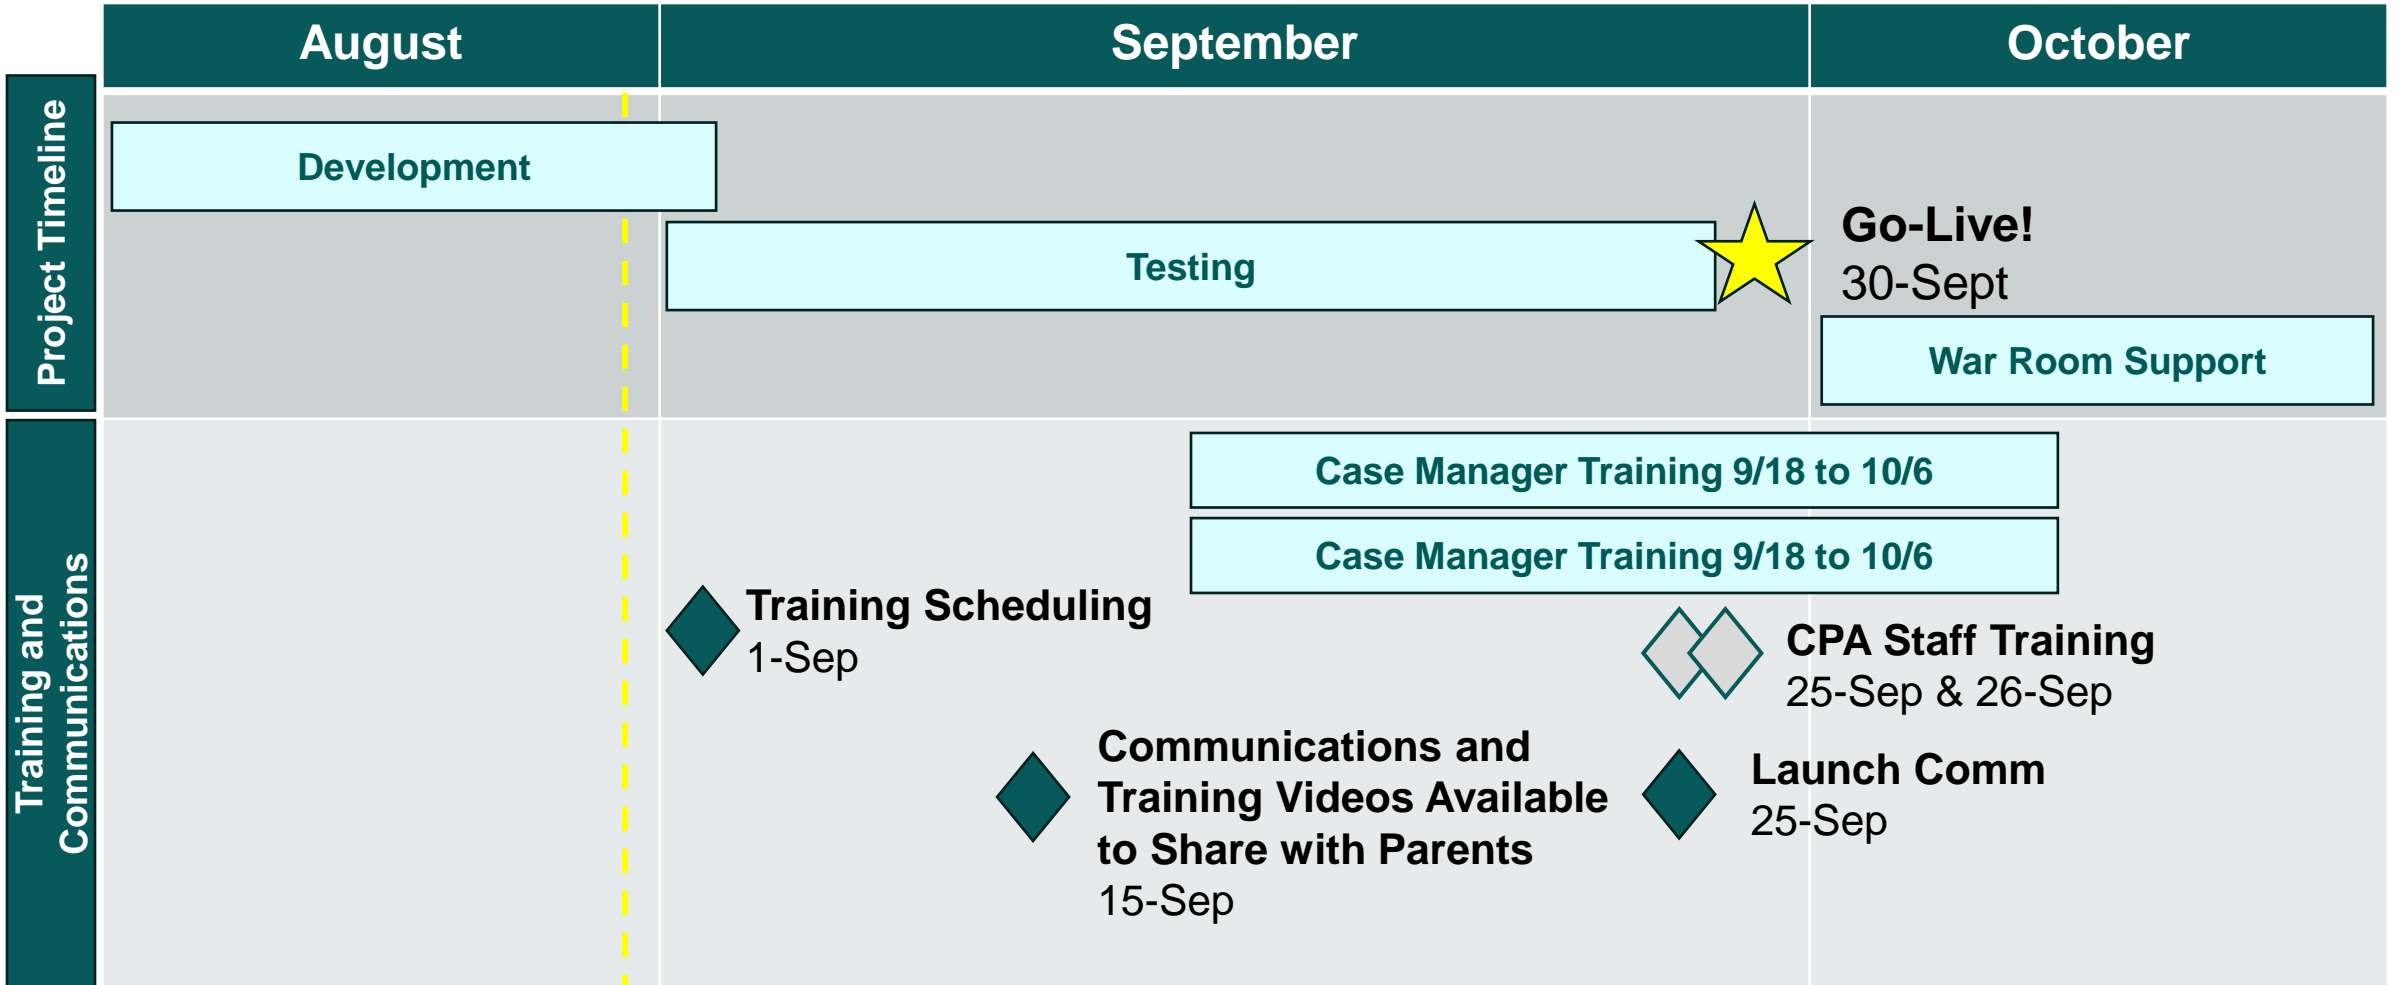 August
September
October
Project Timeline
Development
Testing
Go-Live!
30-Sept
War Room Support
Training and
Communications
Case Manager Training 9/18 to 10/6
Case Manager Training 9/18 to 10/6
Training Scheduling
1-Sep
CPA Staff Training
25-Sep & 26-Sep
Communications and
Training Videos Available
to Share with Parents
15-Sep
Launch Comm
25-Sep